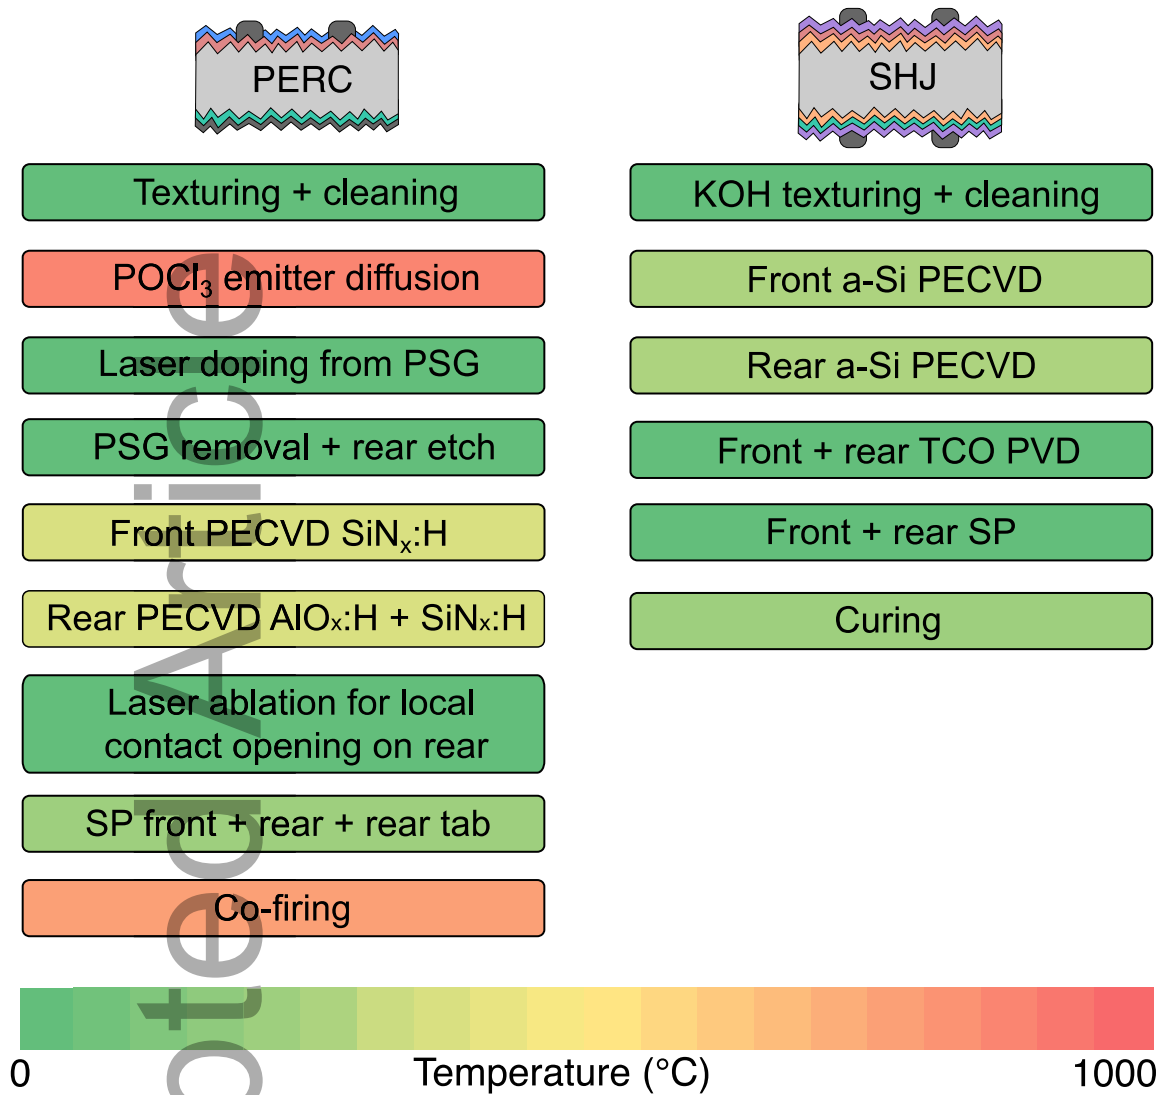 PERC
SHJ
Texturing + cleaning
POCl₃ emitter diffusion
Laser doping from PSG
PSG removal + rear etch
Front PECVD SiNₓ:H
Rear PECVD AlOₓ:H + SiNₓ:H
Laser ablation for local
contact opening on rear
SP front + rear + rear tab
Co-firing
KOH texturing + cleaning
Front a-Si PECVD
Rear a-Si PECVD
Front + rear TCO PVD
Front + rear SP
Curing
0
Temperature (°C)
1000
oted Article